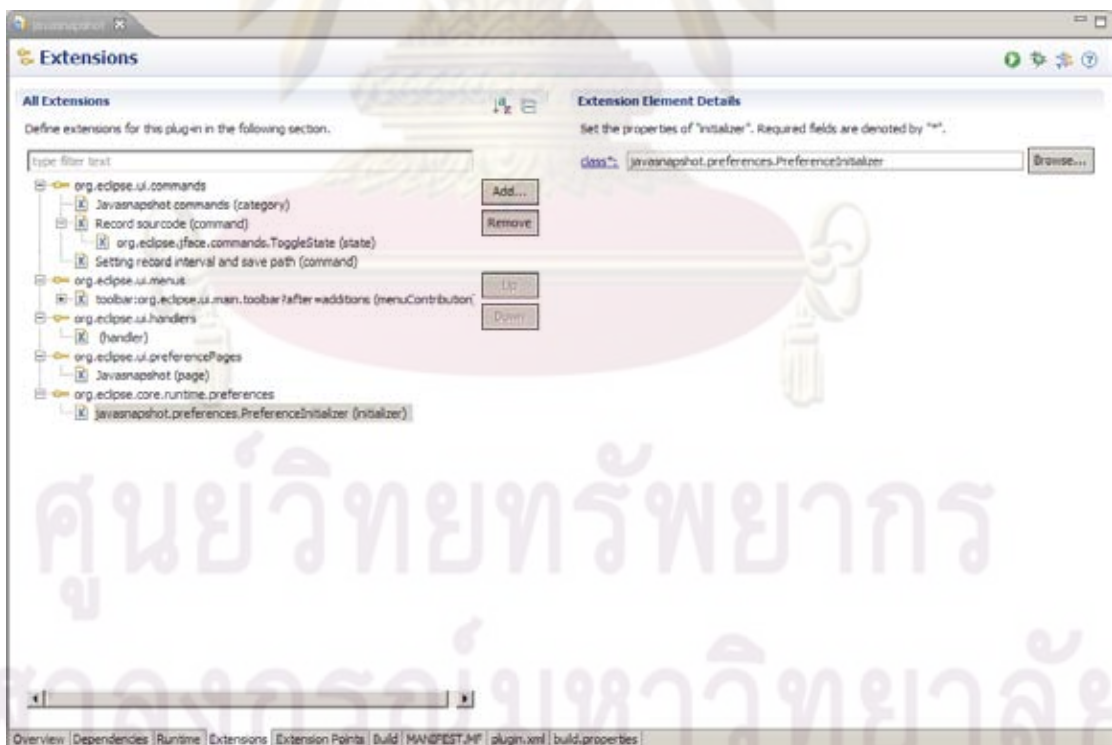 javasnapshot
Extensions
All Extensions
Define extensions for this plug-in in the following section.
type filter text
org.eclipse.ui.commands
Javasnapshot commands (category)
Record sourcode (command)
org.eclipse.jface.commands.ToggleState (state)
Setting record interval and save path (command)
org.eclipse.ui.menus
toolbar:org.eclipse.ui.main.toolbar?after=additions (menuContribution)
org.eclipse.ui.handlers
(handler)
org.eclipse.ui.preferencePages
Javasnapshot (page)
org.eclipse.core.runtime.preferences
javasnapshot.preferences.PreferenceInitializer (initializer)
Add...
Remove
Up
Down
Extension Element Details
Set the properties of "initializer". Required fields are denoted by "*".
class*: javasnapshot.preferences.PreferenceInitializer Browse...
ศูนย์วิทยทรัพยากร
จุฬาลงกรณ์มหาวิทยาลัย
Overview Dependencies Runtime Extensions Extension Points Build MANIFEST.MF plugin.xml build.properties